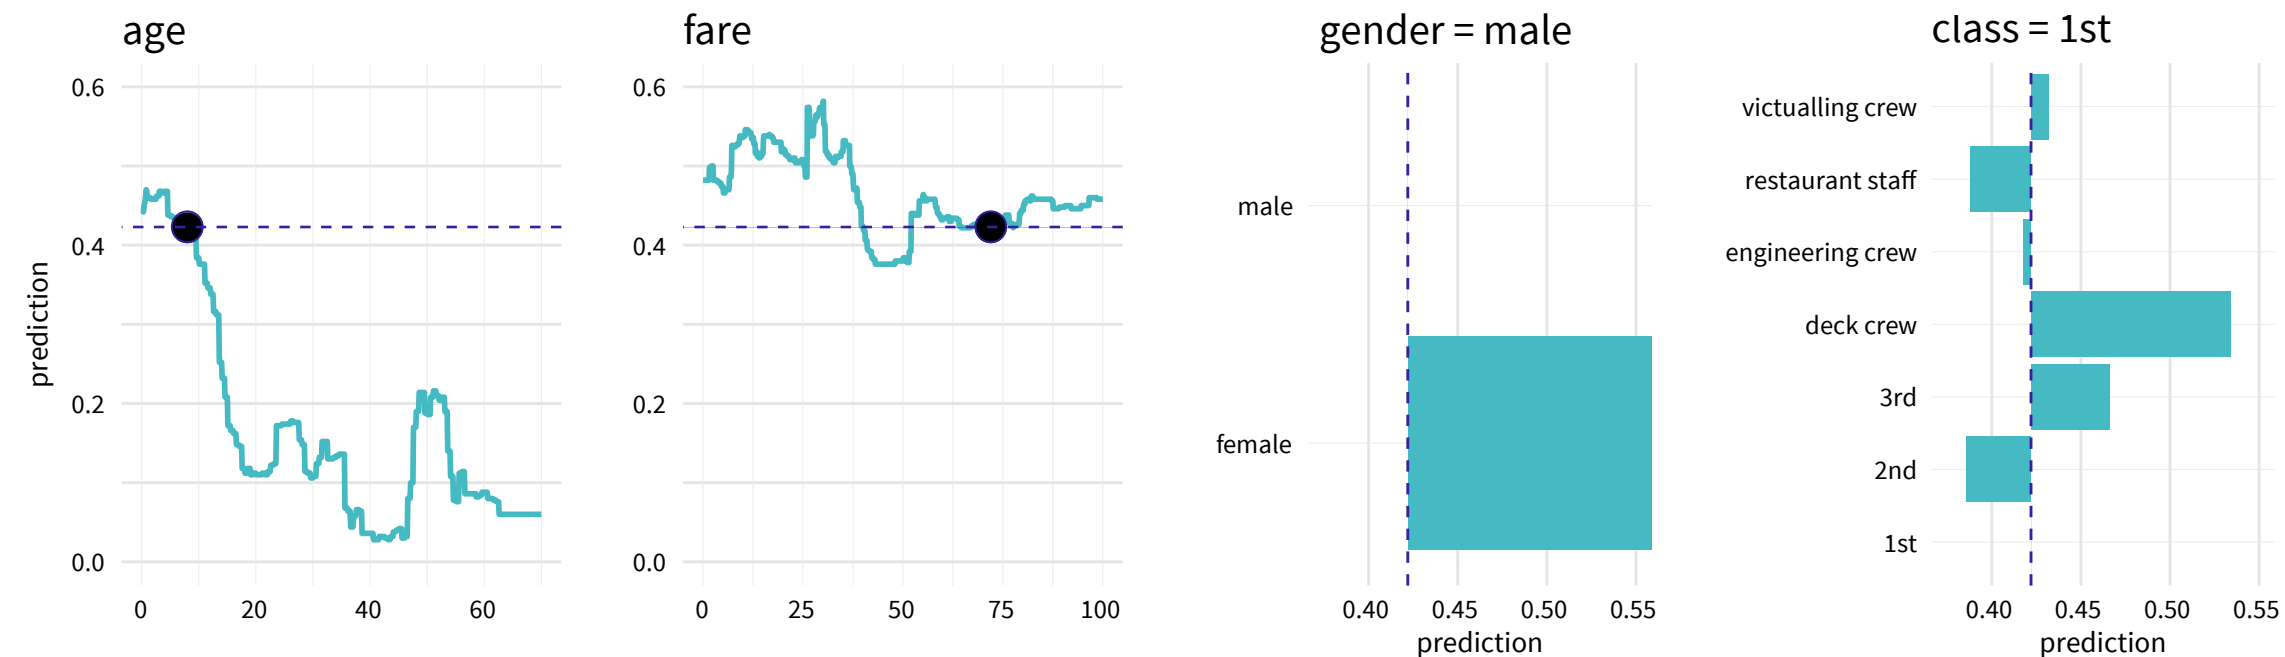 age
fare
gender = male
class = 1st
0.6
0.4
0.2
0.0
prediction
0 20 40 60
0.6
0.4
0.2
0.0
0 25 50 75 100
male
female
0.40 0.45 0.50 0.55
prediction
victualling crew
restaurant staff
engineering crew
deck crew
3rd
2nd
1st
0.40 0.45 0.50 0.55
prediction